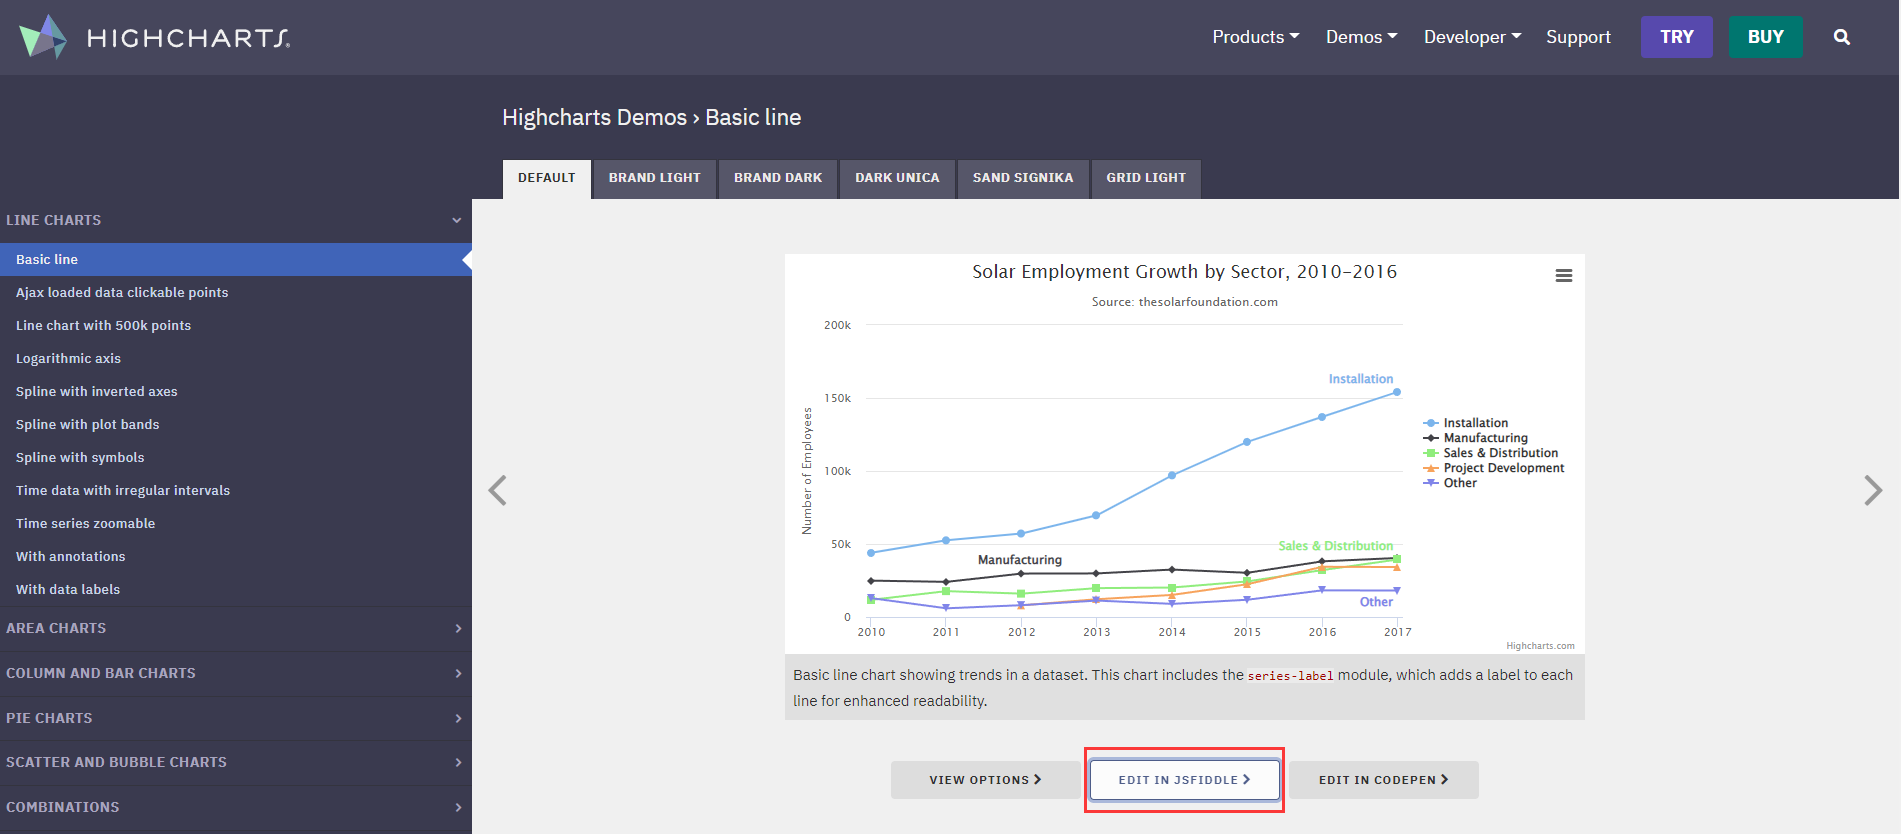 HIGHCHARTS®
Products Demos Developer Support TRY BUY
Highcharts Demos › Basic line
DEFAULT BRAND LIGHT BRAND DARK DARK UNICA SAND SIGNIKA GRID LIGHT
LINE CHARTS
Basic line
Ajax loaded data clickable points
Line chart with 500k points
Logarithmic axis
Spline with inverted axes
Spline with plot bands
Spline with symbols
Time data with irregular intervals
Time series zoomable
With annotations
With data labels
AREA CHARTS
COLUMN AND BAR CHARTS
PIE CHARTS
SCATTER AND BUBBLE CHARTS
COMBINATIONS
Solar Employment Growth by Sector, 2010-2016
Source: thesolarfoundation.com
Number of Employees
200k
150k
100k
50k
0
2010 2011 2012 2013 2014 2015 2016 2017
Installation
Manufacturing
Sales & Distribution
Other
Installation
Manufacturing
Sales & Distribution
Project Development
Other
Highcharts.com
Basic line chart showing trends in a dataset. This chart includes the series-label module, which adds a label to each
line for enhanced readability.
VIEW OPTIONS EDIT IN JSFIDDLE EDIT IN CODEPEN